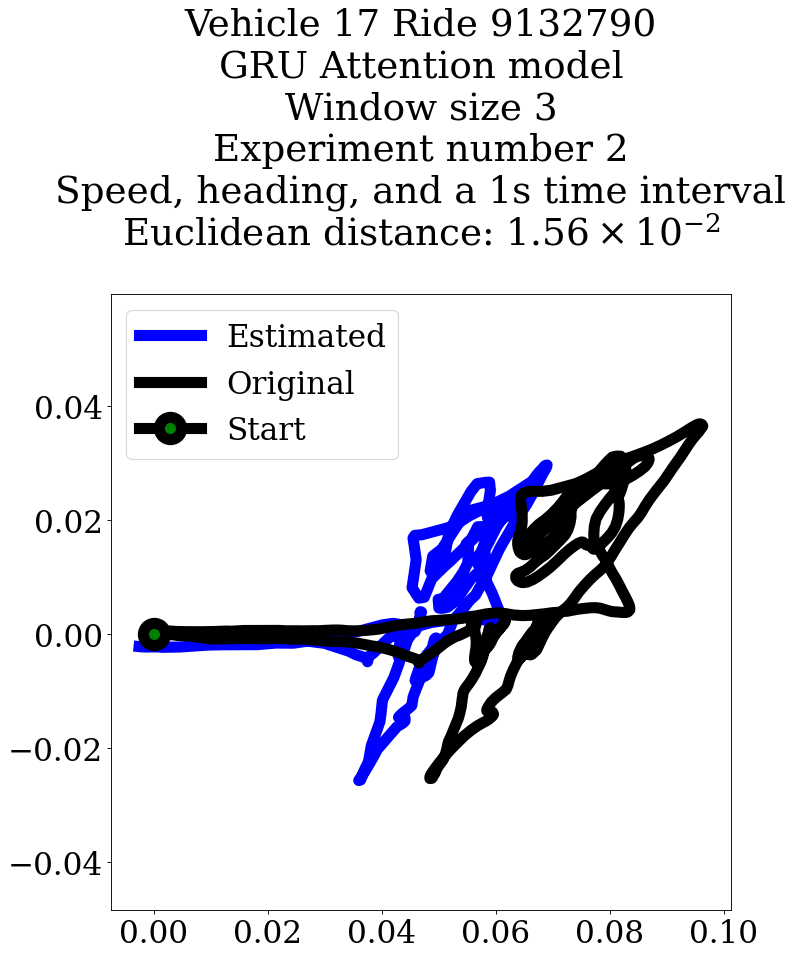 Vehicle 17 Ride 9132790
GRU Attention model
Window size 3
Experiment number 2
Speed, heading, and a 1s time interval
Euclidean distance: 1.56 × 10⁻²
Estimated
Original
Start
0.04
0.02
0.00
−0.02
−0.04
0.00 0.02 0.04 0.06 0.08 0.10